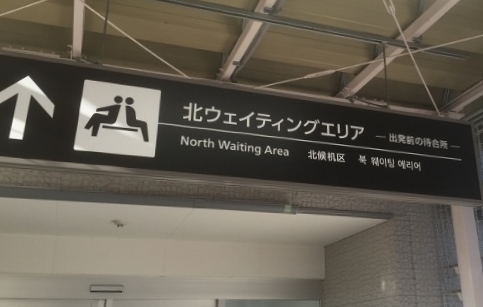 北ウェイティングエリア ― 出発前の待合所 ―
North Waiting Area 北候机区 북 웨이팅 에리어